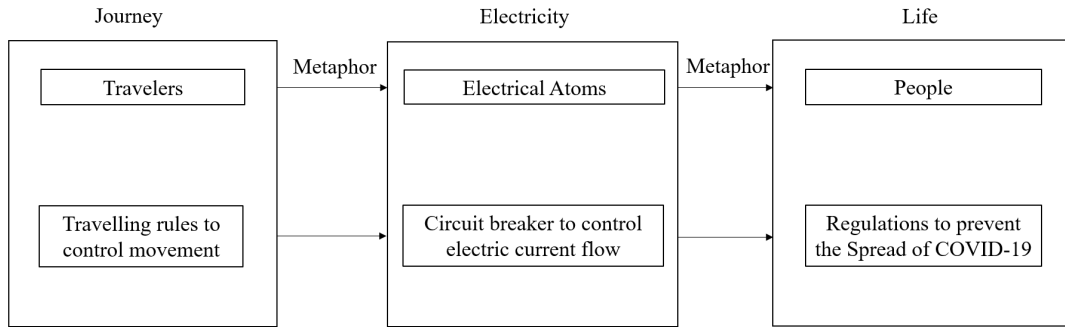 Journey
Electricity
Life
Metaphor
Metaphor
Travelers
Electrical Atoms
People
Travelling rules to
control movement
Circuit breaker to control
electric current flow
Regulations to prevent
the Spread of COVID-19